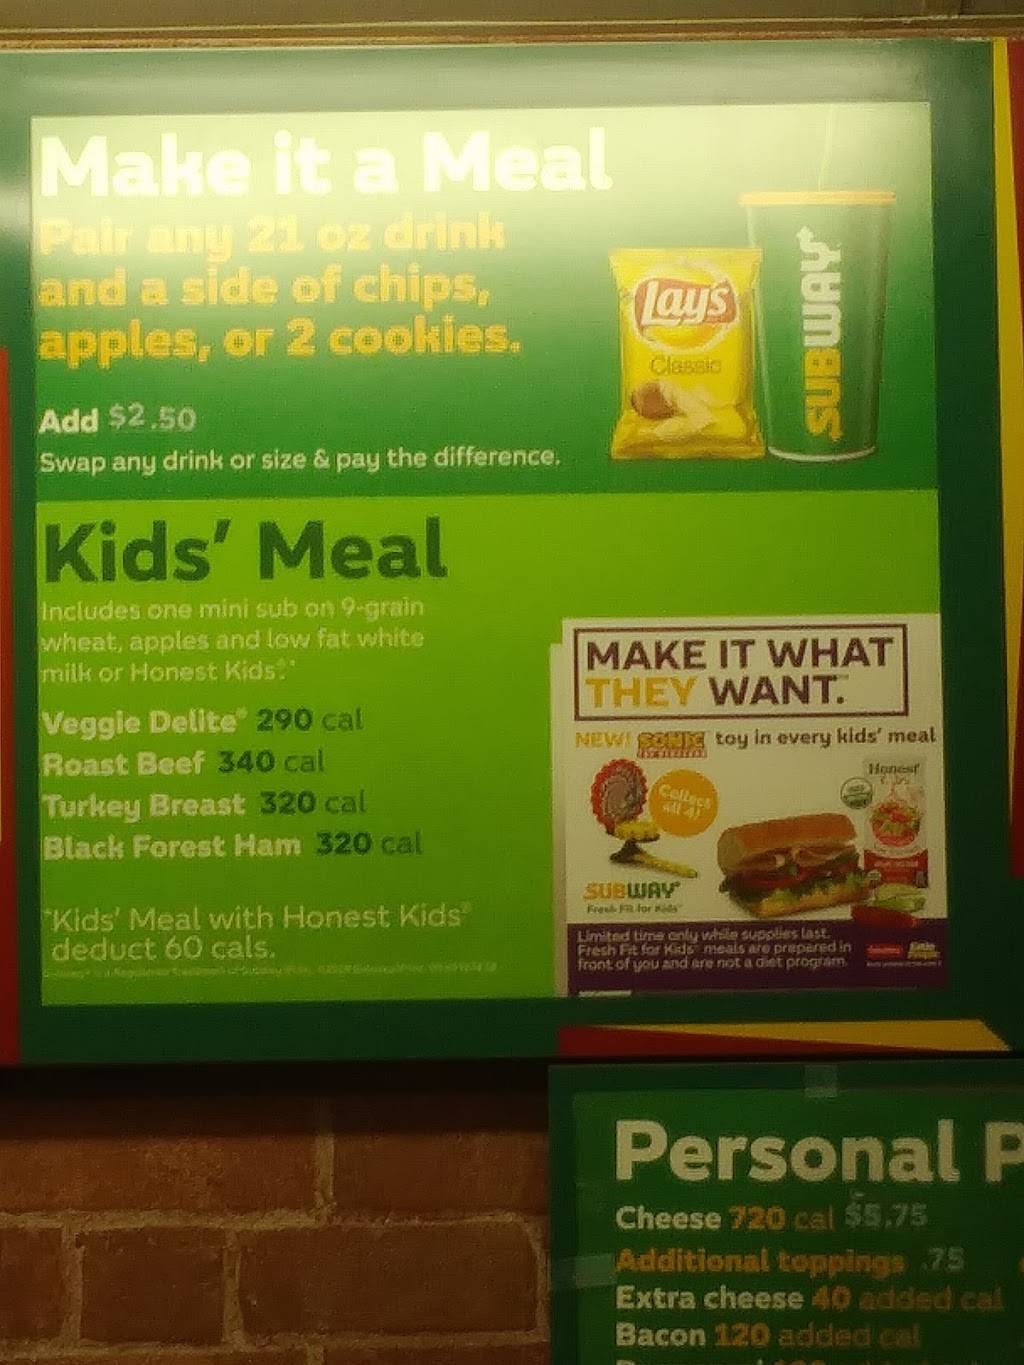 Make it a Meal
Pair any 21 oz drink
and a side of chips,
apples, or 2 cookies.
Add $2.50
Swap any drink or size & pay the difference.
Lay's
Classic
SUBWAY
Kids' Meal
Includes one mini sub on 9-grain
wheat, apples and low fat white
milk or Honest Kids®*
Veggie Delite® 290 cal
Roast Beef 340 cal
Turkey Breast 320 cal
Black Forest Ham 320 cal
*Kids' Meal with Honest Kids®
deduct 60 cals.
MAKE IT WHAT
THEY WANT.™
NEW! SONIC toy in every kids' meal
Collect
all 4!
Honest
SUBWAY
Fresh Fit for Kids™
Limited time only while supplies last.
Fresh Fit for Kids™ meals are prepared in
front of you and are not a diet program.
Personal P
Cheese 720 cal $5.75
Additional toppings .75
Extra cheese 40 added cal
Bacon 120 added cal